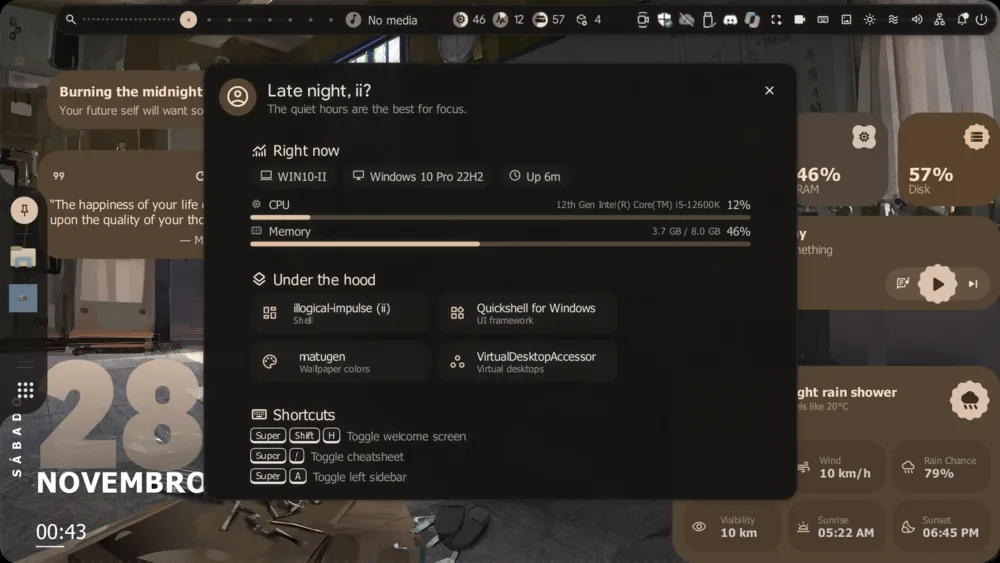 No media
46
12
57
4
Burning the midnight
Your future self will want so
"The happiness of your life
upon the quality of your tho
— M
SÁBADO
28
NOVEMBRO
00:43
Late night, ii?
The quiet hours are the best for focus.
Right now
WIN10-II
Windows 10 Pro 22H2
Up 6m
CPU
12th Gen Intel(R) Core(TM) i5-12600K 12%
Memory
3.7 GB / 8.0 GB 46%
Under the hood
illogical-impulse (ii)
Shell
Quickshell for Windows
UI framework
matugen
Wallpaper colors
VirtualDesktopAccessor
Virtual desktops
Shortcuts
Super Shift H Toggle welcome screen
Super / Toggle cheatsheet
Super A Toggle left sidebar
46%
RAM
57%
Disk
y
nething
ght rain shower
els like 20°C
Wind
10 km/h
Rain Chance
79%
Visibility
10 km
Sunrise
05:22 AM
Sunset
06:45 PM